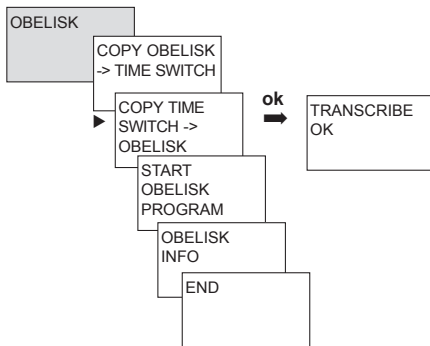 OBELISK
COPY OBELISK
-> TIME SWITCH
COPY TIME
SWITCH ->
OBELISK
ok
TRANSCRIBE
OK
START
OBELISK
PROGRAM
OBELISK
INFO
END